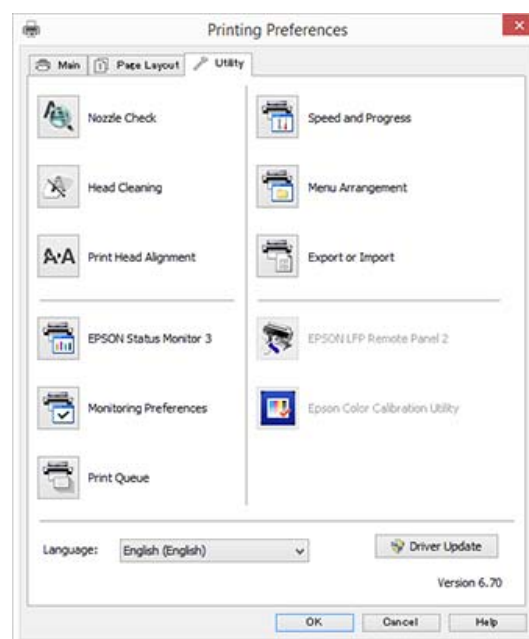 Printing Preferences
Main
Page Layout
Utility
Nozzle Check
Speed and Progress
Head Cleaning
Menu Arrangement
A·A
Print Head Alignment
Export or Import
EPSON Status Monitor 3
EPSON LFP Remote Panel 2
Monitoring Preferences
Epson Color Calibration Utility
Print Queue
Language:
English (English)
Driver Update
Version 6.70
OK
Cancel
Help